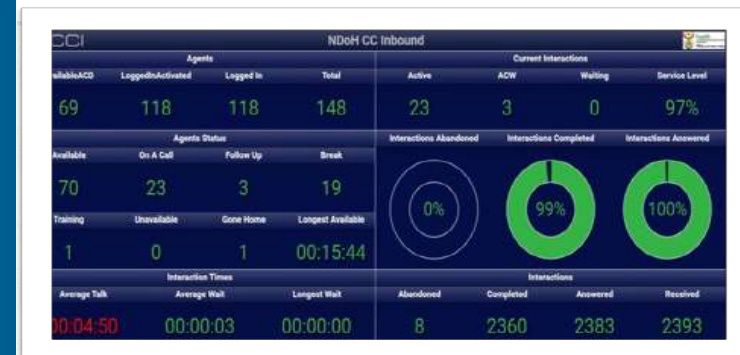 CCI NDoH CC Inbound
Agents
ailableACD LoggedInActivated Logged In Total
69 118 118 148
Current Interactions
Active ACW Waiting Service Level
23 3 0 97%
Agents Status
Available On A Call Follow Up Break
70 23 3 19
Training Unavailable Gone Home Longest Available
1 0 1 00:15:44
Interactions Abandoned Interactions Completed Interactions Answered
0% 99% 100%
Interaction Times
Average Talk Average Wait Longest Wait
00:04:50 00:00:03 00:00:00
Interactions
Abandoned Completed Answered Received
8 2360 2383 2393